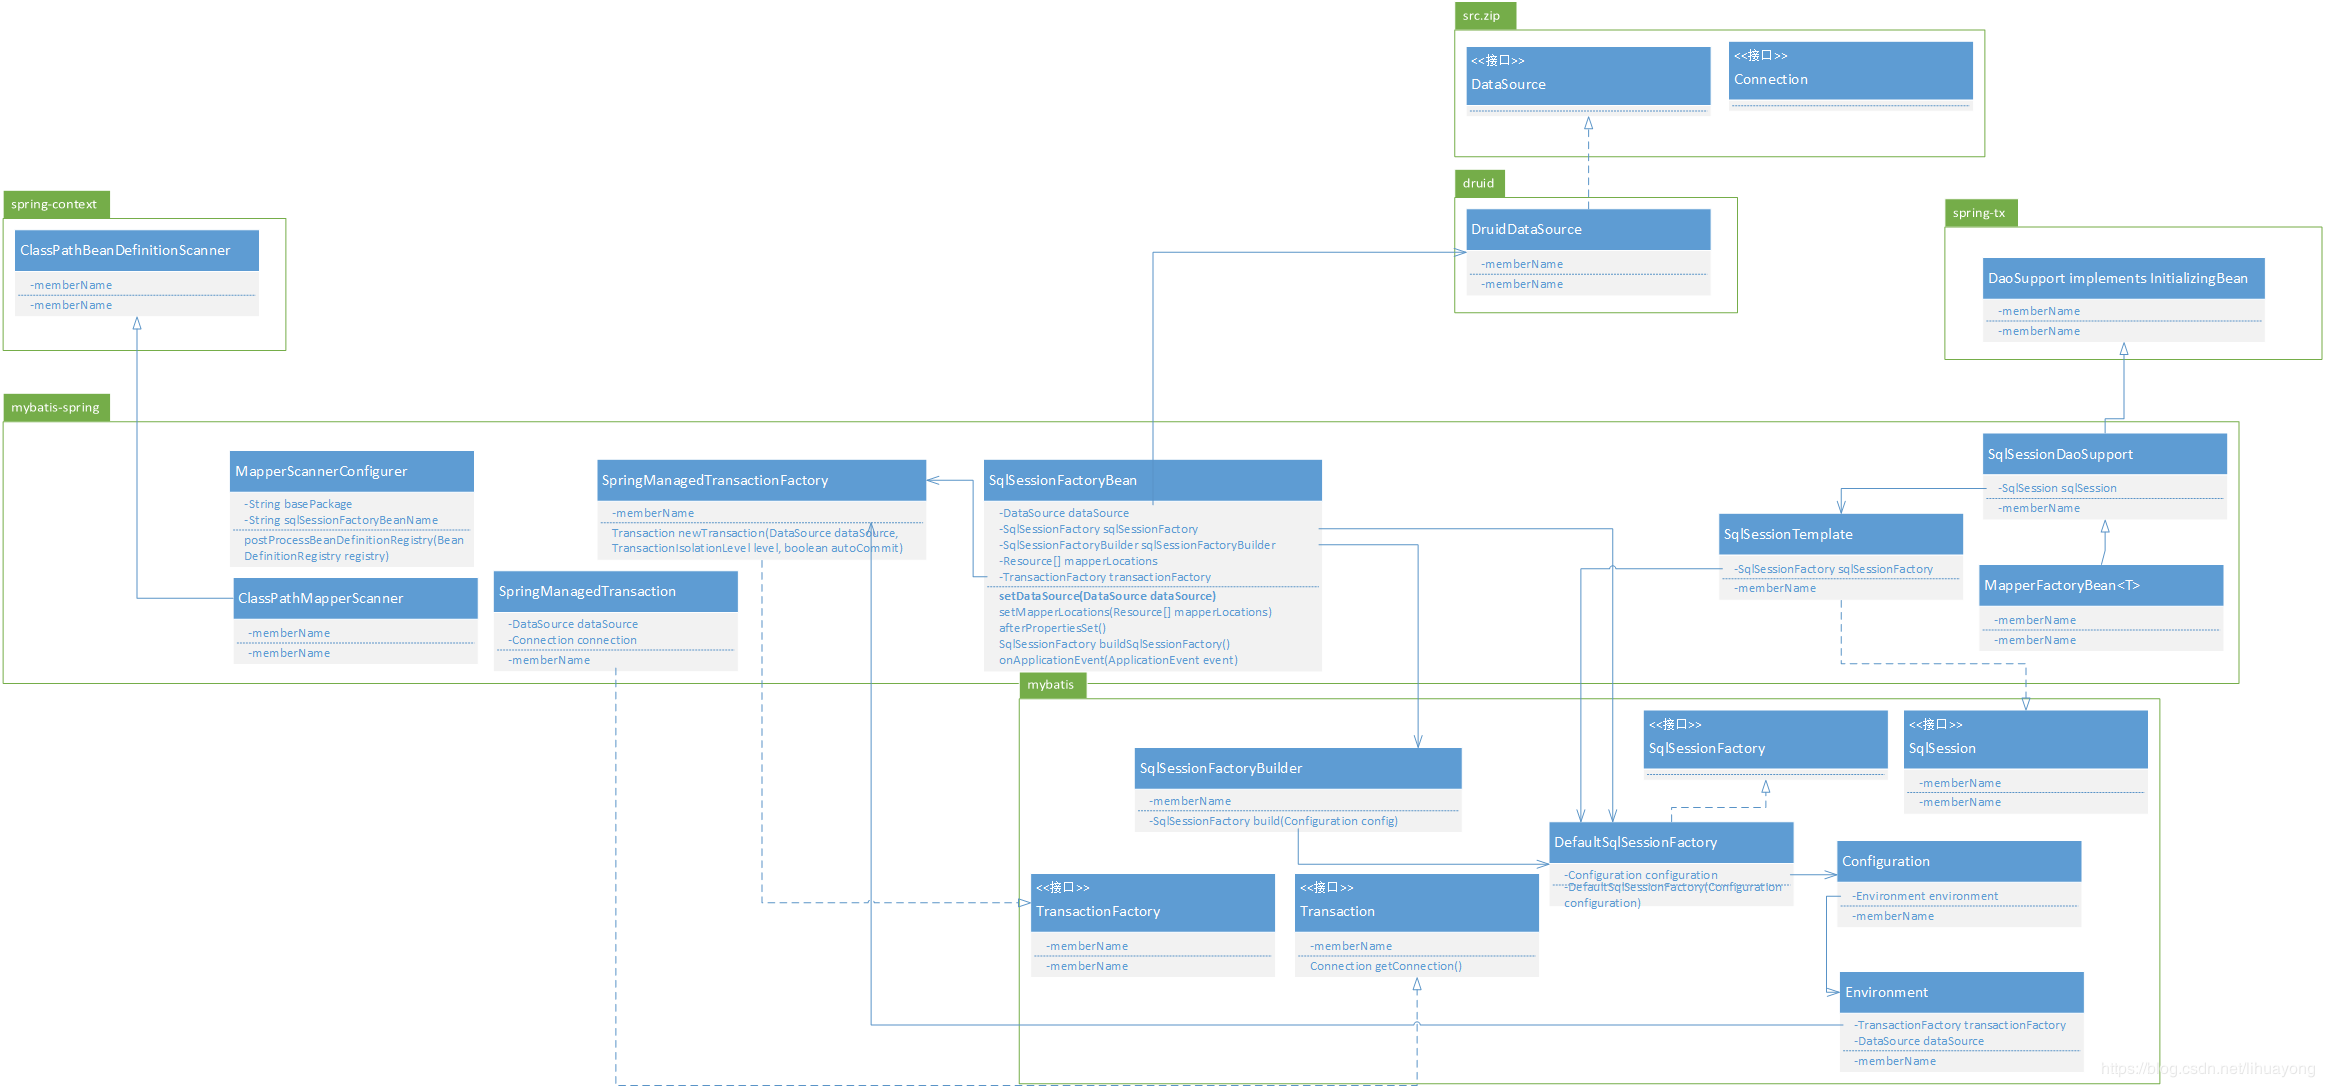 src.zip
<<接口>>
DataSource
<<接口>>
Connection
druid
DruidDataSource
-memberName
-memberName
spring-context
ClassPathBeanDefinitionScanner
-memberName
-memberName
spring-tx
DaoSupport implements InitializingBean
-memberName
-memberName
mybatis-spring
MapperScannerConfigurer
-String basePackage
-String sqlSessionFactoryBeanName
postProcessBeanDefinitionRegistry(Bean
DefinitionRegistry registry)
ClassPathMapperScanner
-memberName
-memberName
SpringManagedTransactionFactory
-memberName
Transaction newTransaction(DataSource dataSource,
TransactionIsolationLevel level, boolean autoCommit)
SpringManagedTransaction
-DataSource dataSource
-Connection connection
-memberName
SqlSessionFactoryBean
-DataSource dataSource
-SqlSessionFactory sqlSessionFactory
-SqlSessionFactoryBuilder sqlSessionFactoryBuilder
-Resource[] mapperLocations
-TransactionFactory transactionFactory
setDataSource(DataSource dataSource)
setMapperLocations(Resource[] mapperLocations)
afterPropertiesSet()
SqlSessionFactory buildSqlSessionFactory()
onApplicationEvent(ApplicationEvent event)
SqlSessionTemplate
-SqlSessionFactory sqlSessionFactory
-memberName
SqlSessionDaoSupport
-SqlSession sqlSession
-memberName
MapperFactoryBean<T>
-memberName
-memberName
mybatis
SqlSessionFactoryBuilder
-memberName
-SqlSessionFactory build(Configuration config)
<<接口>>
SqlSessionFactory
<<接口>>
SqlSession
-memberName
-memberName
DefaultSqlSessionFactory
-Configuration configuration
-DefaultSqlSessionFactory(Configuration
configuration)
Configuration
-Environment environment
-memberName
<<接口>>
TransactionFactory
-memberName
-memberName
<<接口>>
Transaction
-memberName
Connection getConnection()
Environment
-TransactionFactory transactionFactory
-DataSource dataSource
-memberName
https://blog.csdn.net/lihuayong